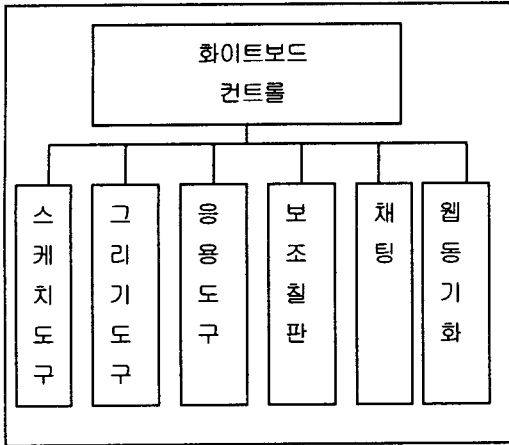 화이트보드
컨트롤
스케치도구
그리기도구
응용도구
보조칠판
채팅
웹동기화